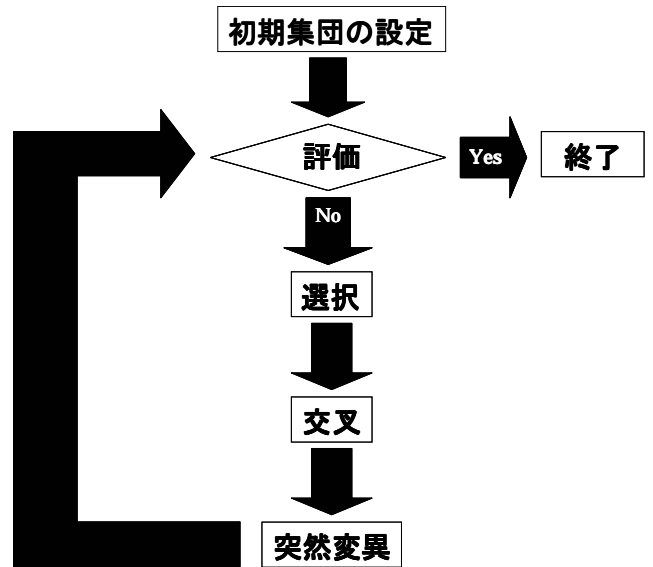 初期集団の設定
評価
Yes
終了
No
選択
交叉
突然変異